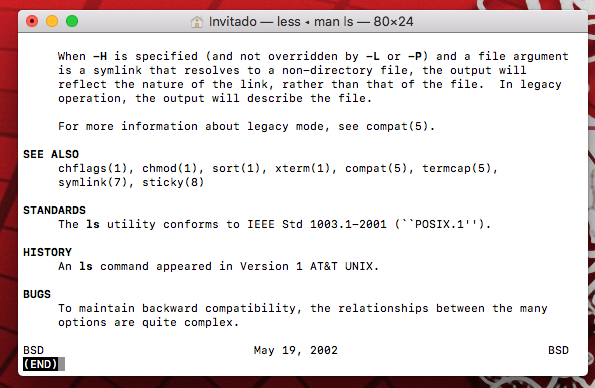 Invitado — less ◂ man ls — 80×24
When -H is specified (and not overridden by -L or -P) and a file argument
is a symlink that resolves to a non-directory file, the output will
reflect the nature of the link, rather than that of the file.  In legacy
operation, the output will describe the file.
For more information about legacy mode, see compat(5).
SEE ALSO
chflags(1), chmod(1), sort(1), xterm(1), compat(5), termcap(5),
symlink(7), sticky(8)
STANDARDS
The ls utility conforms to IEEE Std 1003.1-2001 (``POSIX.1'').
HISTORY
An ls command appeared in Version 1 AT&T UNIX.
BUGS
To maintain backward compatibility, the relationships between the many
options are quite complex.
BSD May 19, 2002 BSD
(END)